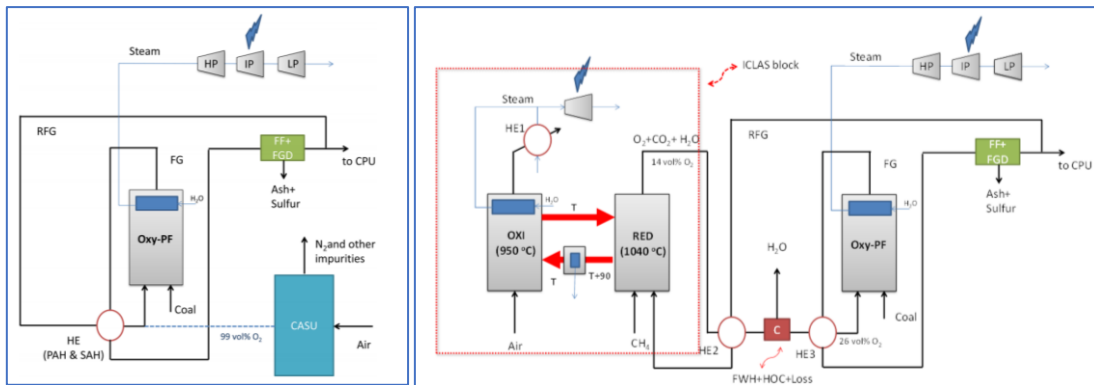 Steam
HP
IP
LP
RFG
FG
FF+
FGD
to CPU
Ash+
Sulfur
H₂O
Oxy-PF
N₂and other
impurities
Coal
CASU
HE
(PAH & SAH)
99 vol% O₂
Air
ICLAS block
Steam
HE1
O₂+CO₂+ H₂O
14 vol% O₂
H₂O
OXI
(950 °C)
T
T
T+90
RED
(1040 °C)
Air
CH₄
HE2
RFG
H₂O
C
FWH+HOC+Loss
HE3
26 vol% O₂
Steam
HP
IP
LP
FG
FF+
FGD
to CPU
Ash+
Sulfur
H₂O
Oxy-PF
Coal